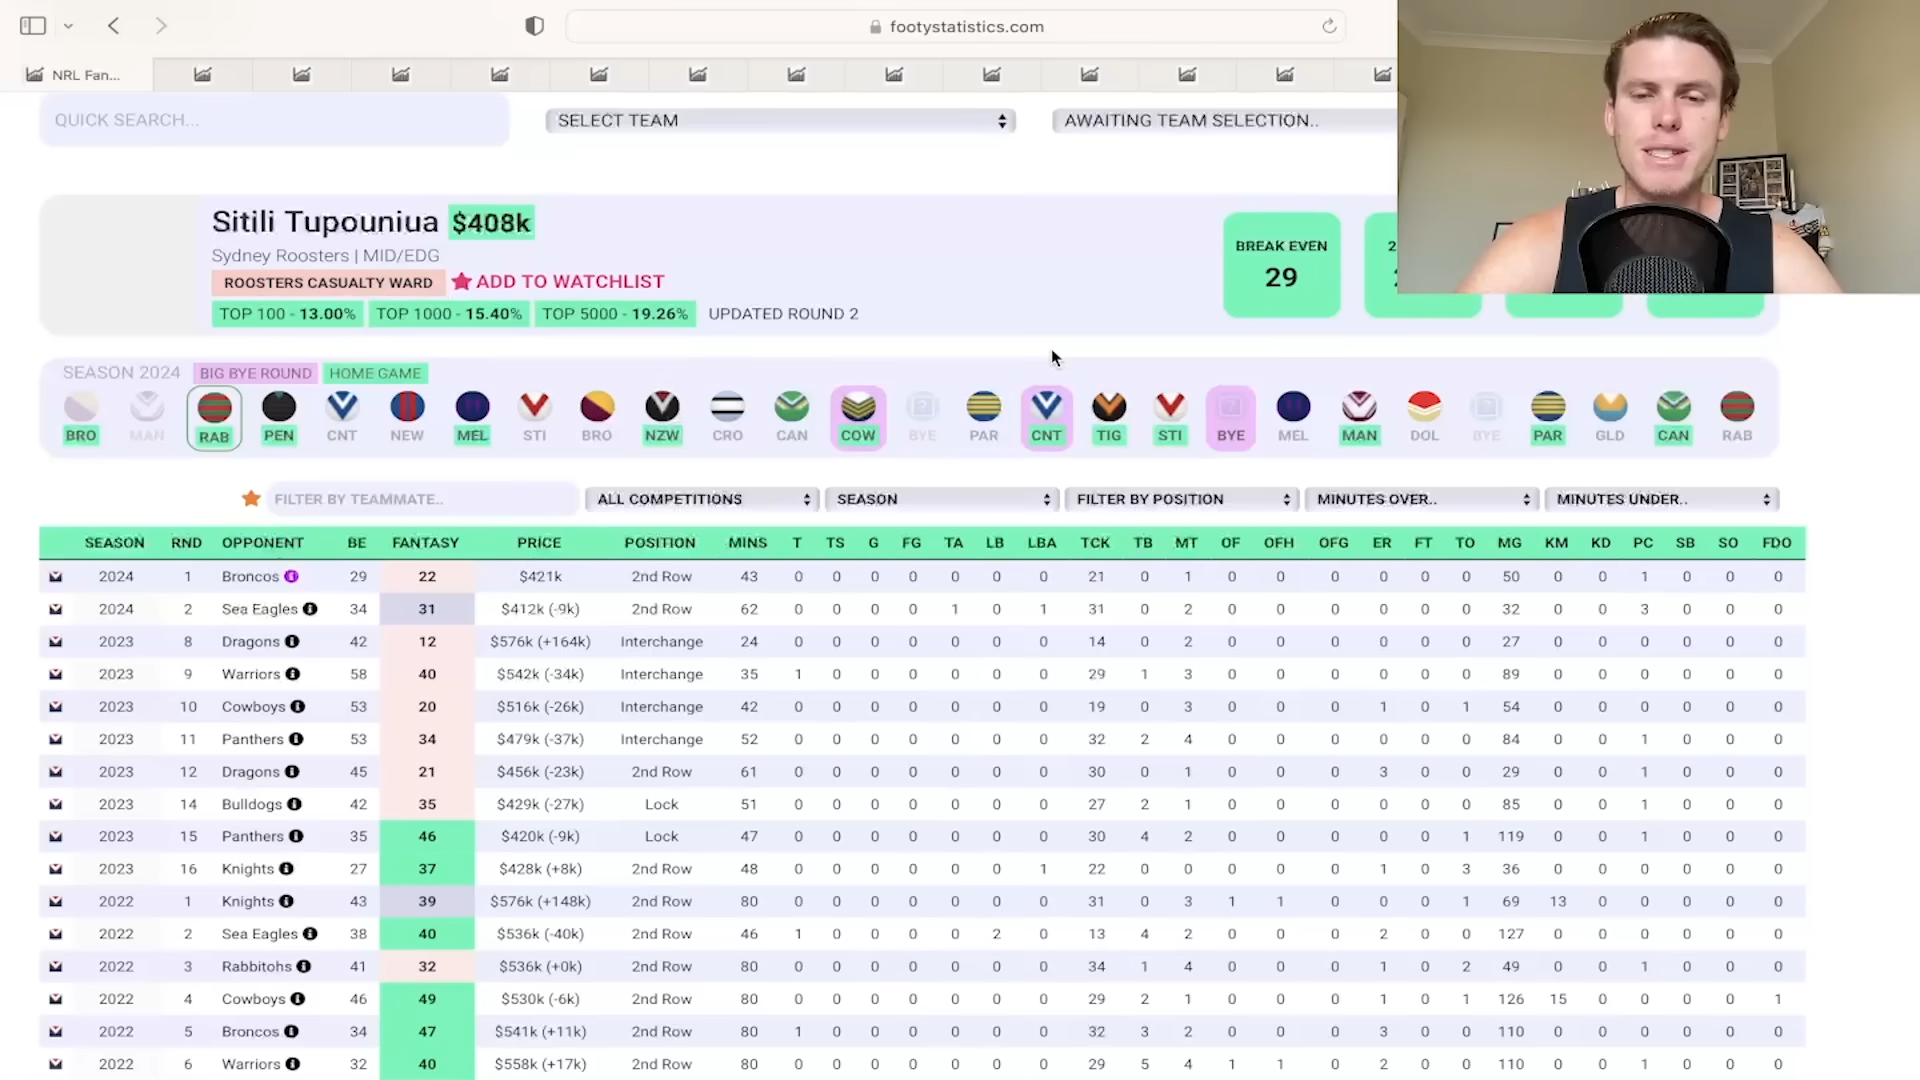 footystatistics.com
NRL Fan...
QUICK SEARCH...
SELECT TEAM
AWAITING TEAM SELECTION..
Sitili Tupouniua $408k
Sydney Roosters | MID/EDG
ROOSTERS CASUALTY WARD ADD TO WATCHLIST
TOP 100 - 13.00% TOP 1000 - 15.40% TOP 5000 - 19.26% UPDATED ROUND 2
BREAK EVEN
29
SEASON 2024 BIG BYE ROUND HOME GAME
BRO MAN RAB PEN CNT NEW MEL STI BRO NZW CRO CAN COW BYE PAR CNT TIG STI BYE MEL MAN DOL BYE PAR GLD CAN RAB
FILTER BY TEAMMATE.. ALL COMPETITIONS SEASON FILTER BY POSITION MINUTES OVER.. MINUTES UNDER..
SEASON RND OPPONENT BE FANTASY PRICE POSITION MINS T TS G FG TA LB LBA TCK TB MT OF OFH OFG ER FT TO MG KM KD PC SB SO FDO
2024 1 Broncos 29 22 $421k 2nd Row 43 0 0 0 0 0 0 0 21 0 1 0 0 0 0 0 0 50 0 0 1 0 0 0
2024 2 Sea Eagles 34 31 $412k (-9k) 2nd Row 62 0 0 0 0 1 0 1 31 0 2 0 0 0 0 0 0 32 0 0 3 0 0 0
2023 8 Dragons 42 12 $576k (+164k) Interchange 24 0 0 0 0 0 0 0 14 0 2 0 0 0 0 0 0 27 0 0 0 0 0 0
2023 9 Warriors 58 40 $542k (-34k) Interchange 35 1 0 0 0 0 0 0 29 1 3 0 0 0 0 0 0 89 0 0 0 0 0 0
2023 10 Cowboys 53 20 $516k (-26k) Interchange 42 0 0 0 0 0 0 0 19 0 3 0 0 0 1 0 1 54 0 0 0 0 0 0
2023 11 Panthers 53 34 $479k (-37k) Interchange 52 0 0 0 0 0 0 0 32 2 4 0 0 0 0 0 0 84 0 0 1 0 0 0
2023 12 Dragons 45 21 $456k (-23k) 2nd Row 61 0 0 0 0 0 0 0 30 0 1 0 0 0 3 0 0 29 0 0 1 0 0 0
2023 14 Bulldogs 42 35 $429k (-27k) Lock 51 0 0 0 0 0 0 0 27 2 1 0 0 0 0 0 0 85 0 0 1 0 0 0
2023 15 Panthers 35 46 $420k (-9k) Lock 47 0 0 0 0 0 0 0 30 4 2 0 0 0 0 0 1 119 0 0 1 0 0 0
2023 16 Knights 27 37 $428k (+8k) 2nd Row 48 0 0 0 0 0 0 1 22 0 0 0 0 0 1 0 3 36 0 0 0 0 0 0
2022 1 Knights 43 39 $576k (+148k) 2nd Row 80 0 0 0 0 0 0 0 31 0 3 1 1 0 0 0 1 69 13 0 0 0 0 0
2022 2 Sea Eagles 38 40 $536k (-40k) 2nd Row 46 1 0 0 0 0 2 0 13 4 2 0 0 0 2 0 0 127 0 0 0 0 0 0
2022 3 Rabbitohs 41 32 $536k (+0k) 2nd Row 80 0 0 0 0 0 0 0 34 1 4 0 0 0 1 0 2 49 0 0 1 0 0 0
2022 4 Cowboys 46 49 $530k (-6k) 2nd Row 80 0 0 0 0 0 0 0 29 2 1 0 0 0 1 0 1 126 15 0 0 0 0 1
2022 5 Broncos 34 47 $541k (+11k) 2nd Row 80 1 0 0 0 0 0 0 32 3 2 0 0 0 3 0 0 110 0 0 0 0 0 0
2022 6 Warriors 32 40 $558k (+17k) 2nd Row 80 0 0 0 0 0 0 0 29 5 4 1 1 0 2 0 0 110 0 0 1 0 0 0